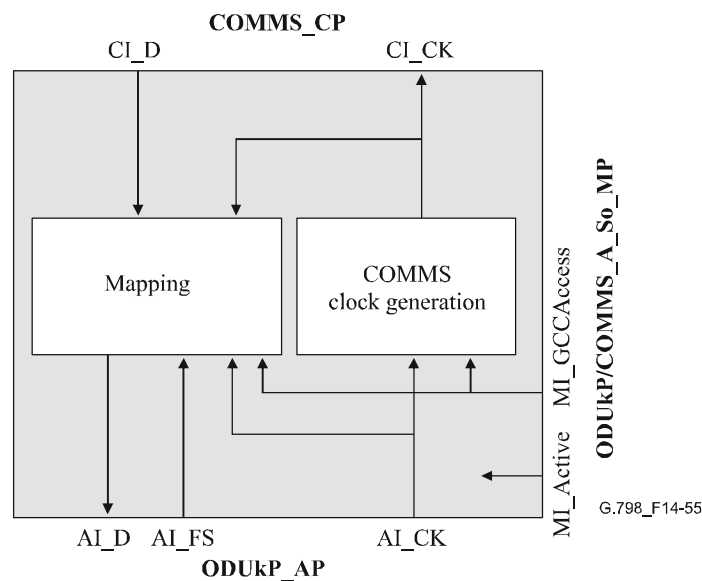 COMMS_CP
CI_D CI_CK
Mapping
COMMS
clock generation
MI_GCCAccess
MI_Active
ODUkP/COMMS_A_So_MP
G.798_F14-55
AI_D AI_FS AI_CK
ODUkP_AP